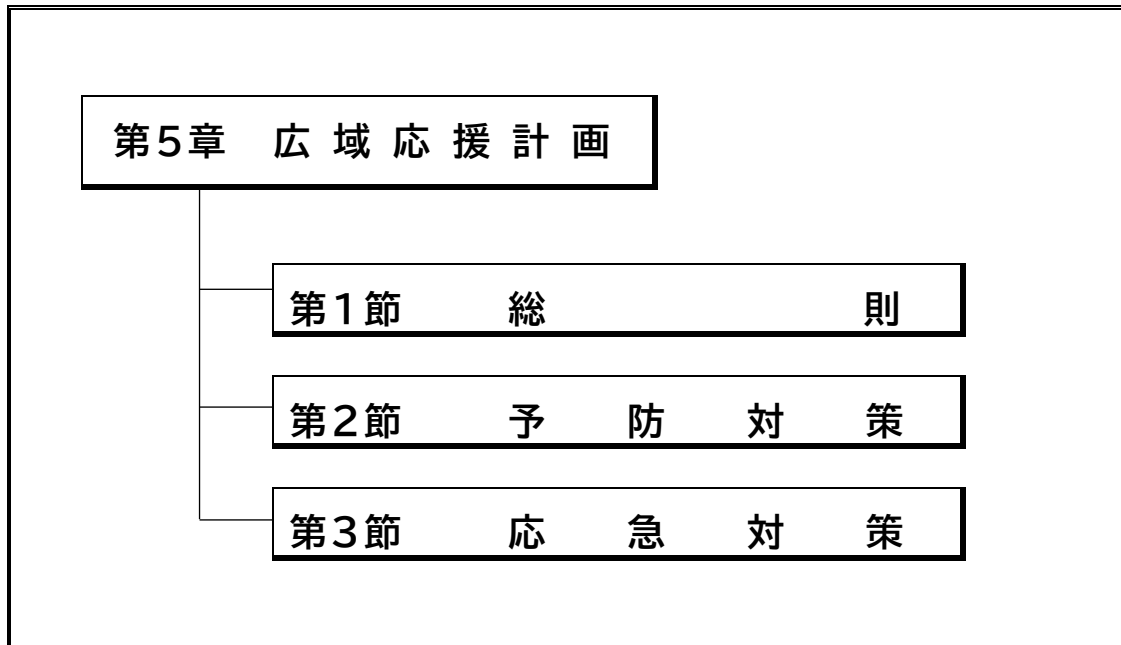 第5章　広 域 応 援 計 画
第1節　総　則
第2節　予　防　対　策
第3節　応　急　対　策